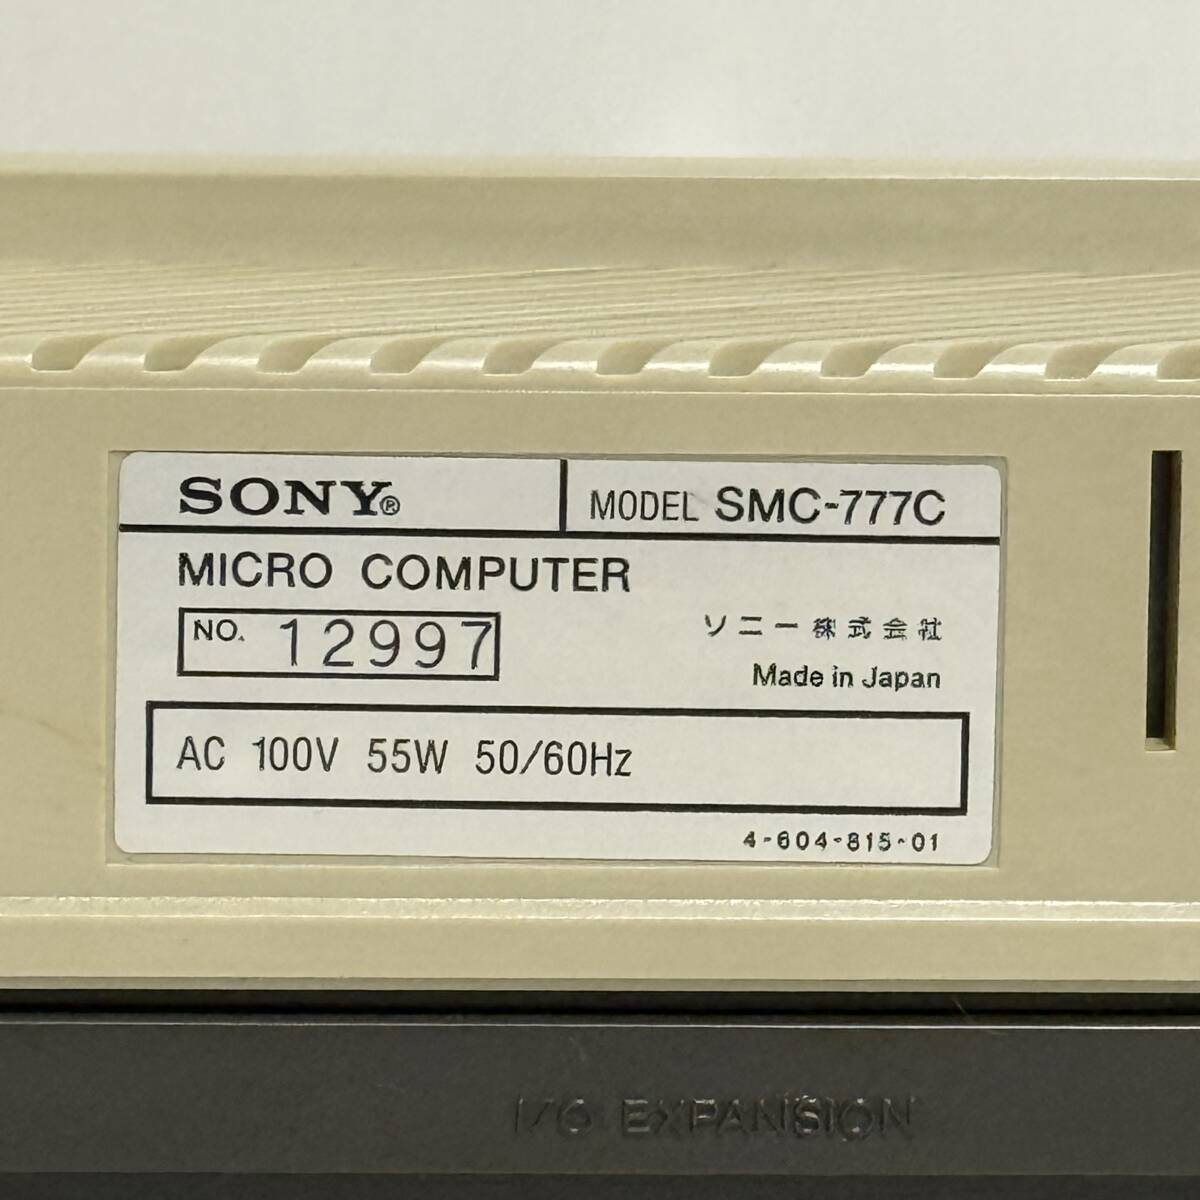 SONY® MODEL SMC-777C
MICRO COMPUTER
NO. 12997
ソニー株式会社
Made in Japan
AC 100V 55W 50/60Hz
4-604-815-01
I/O EXPANSION